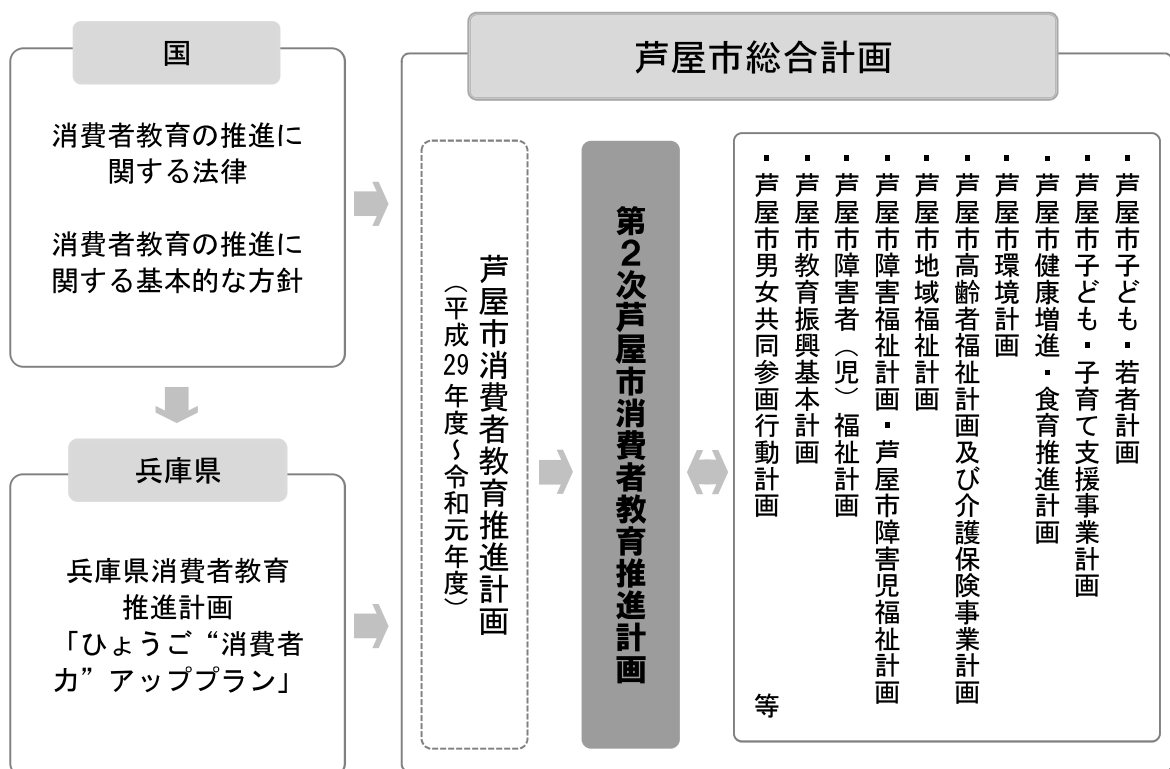 国
消費者教育の推進に
関する法律
消費者教育の推進に
関する基本的な方針
兵庫県
兵庫県消費者教育
推進計画
「ひょうご“消費者
力”アッププラン」
芦屋市総合計画
芦屋市消費者教育推進計画
（平成29年度～令和元年度）
第２次芦屋市消費者教育推進計画
・芦屋市子ども・若者計画
・芦屋市子ども・子育て支援事業計画
・芦屋市健康増進・食育推進計画
・芦屋市環境計画
・芦屋市高齢者福祉計画及び介護保険事業計画
・芦屋市地域福祉計画
・芦屋市障害福祉計画・芦屋市障害児福祉計画
・芦屋市障害者（児）福祉計画
・芦屋市教育振興基本計画
・芦屋市男女共同参画行動計画　等